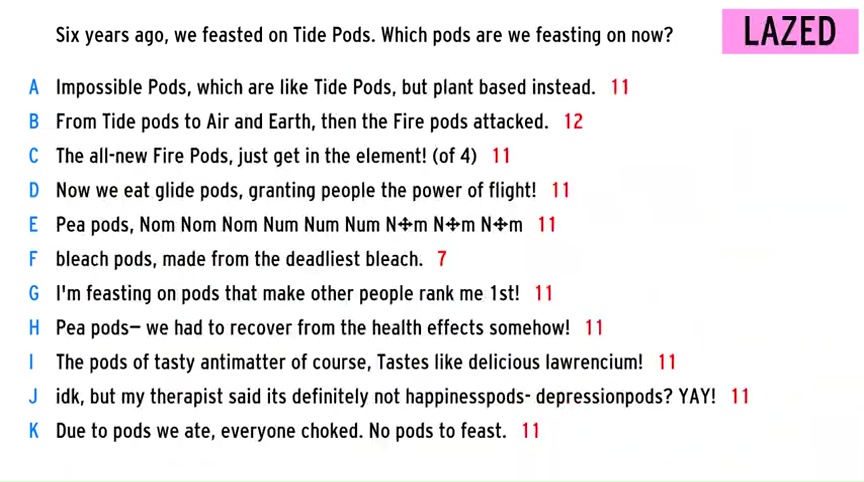 Six years ago, we feasted on Tide Pods. Which pods are we feasting on now?
LAZED
A Impossible Pods, which are like Tide Pods, but plant based instead. 11
B From Tide pods to Air and Earth, then the Fire pods attacked. 12
C The all-new Fire Pods, just get in the element! (of 4) 11
D Now we eat glide pods, granting people the power of flight! 11
E Pea pods, Nom Nom Nom Num Num Num N✢m N✢m N✢m 11
F bleach pods, made from the deadliest bleach. 7
G I'm feasting on pods that make other people rank me 1st! 11
H Pea pods— we had to recover from the health effects somehow! 11
I The pods of tasty antimatter of course, Tastes like delicious lawrencium! 11
J idk, but my therapist said its definitely not happinesspods- depressionpods? YAY! 11
K Due to pods we ate, everyone choked. No pods to feast. 11